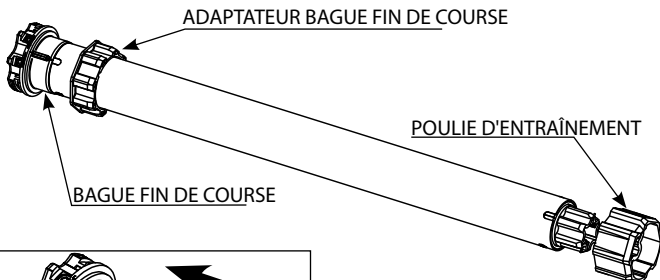 ADAPTATEUR BAGUE FIN DE COURSE
POULIE D'ENTRAÎNEMENT
BAGUE FIN DE COURSE